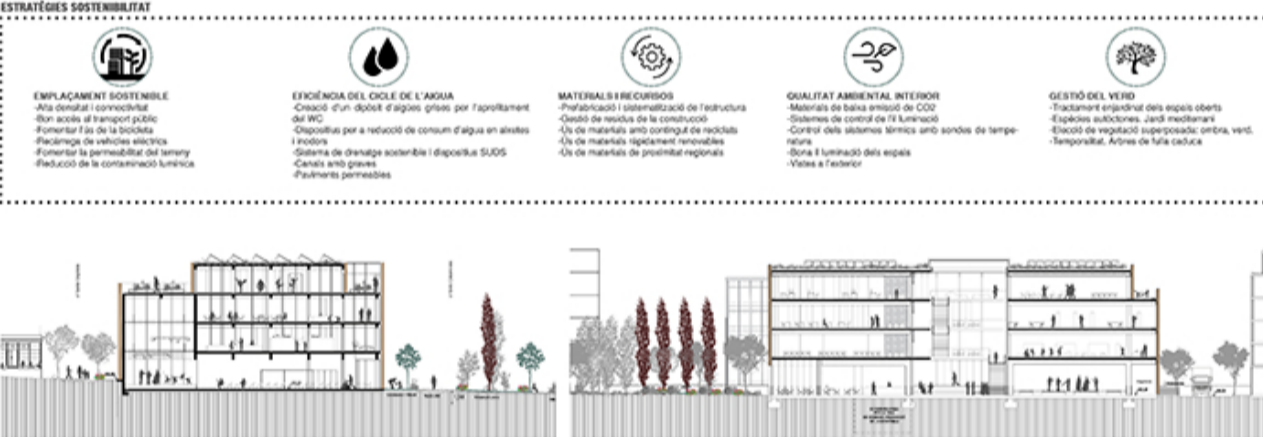 ESTRATÈGIES SOSTENIBILITAT
EMPLAÇAMENT SOSTENIBLE
-Alta densitat i connectivitat
-Bon accés al transport públic
-Fomentar l'ús de la bicicleta
-Recàrrega de vehicles elèctrics
-Fomentar la permeabilitat del terreny
-Reducció de la contaminació lumínica
EFICIÈNCIA DEL CICLE DE L'AIGUA
-Creació d'un dipòsit d'aigües grises per l'aprofitament
del WC
-Dispositius per a reducció de consum d'aigua en aixetes
i inodors
-Sistema de drenatge sostenible i dispositius SUDS
-Canals amb graves
-Paviments permeables
MATERIALS I RECURSOS
-Prefabricació i sistematització de l'estructura
-Gestió de residus de la construcció
-Ús de materials amb contingut de reciclats
-Ús de materials ràpidament renovables
-Ús de materials de proximitat regionals
QUALITAT AMBIENTAL INTERIOR
-Materials de baixa emissió de CO2
-Sistemes de control de l'il·luminació
-Control dels sistemes tèrmics amb sondes de tempe-
ratura
-Bona il·luminació dels espais
-Vistes a l'exterior
GESTIÓ DEL VERD
-Tractament enjardinat dels espais oberts
-Espècies autòctones. Jardí mediterrani
-Elecció de vegetació superposada: ombra, verd.
-Temporalitat. Arbres de fulla caduca